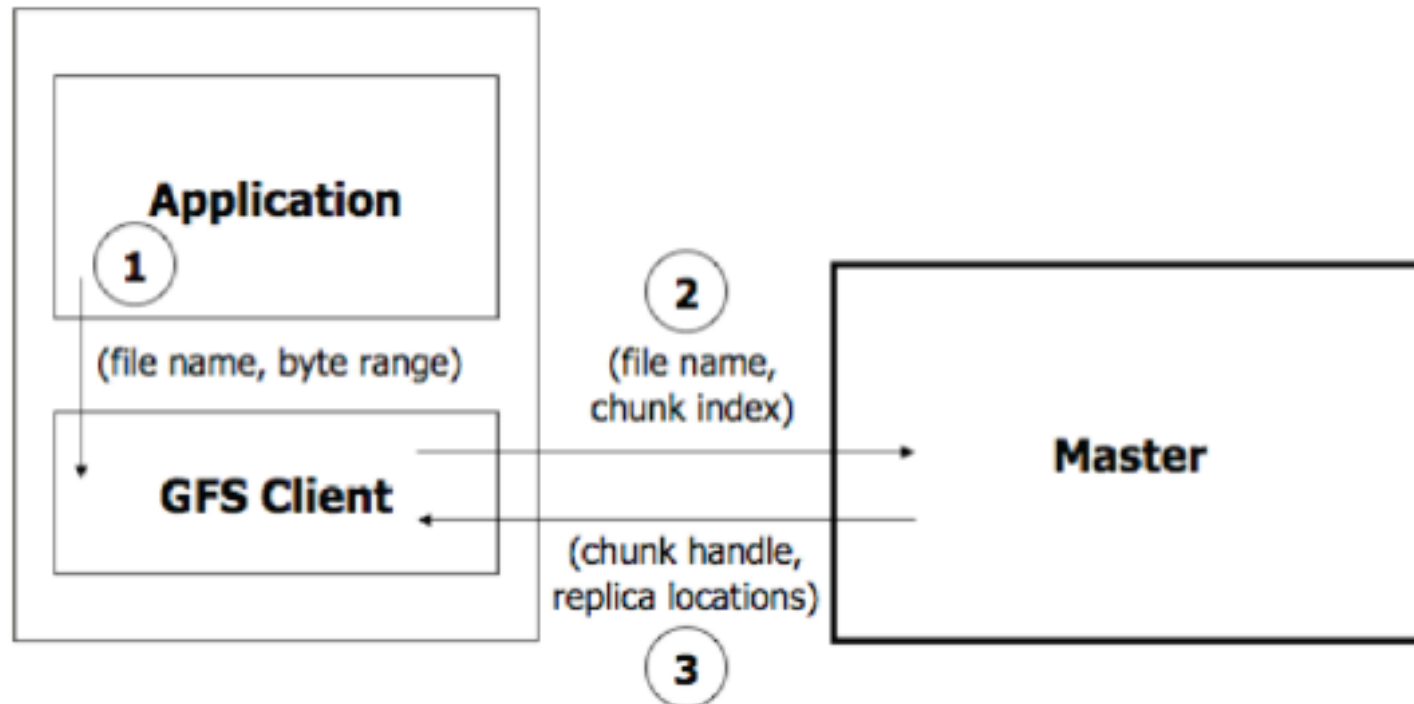 Application
1
(file name, byte range)
GFS Client
2
(file name,
chunk index)
Master
(chunk handle,
replica locations)
3